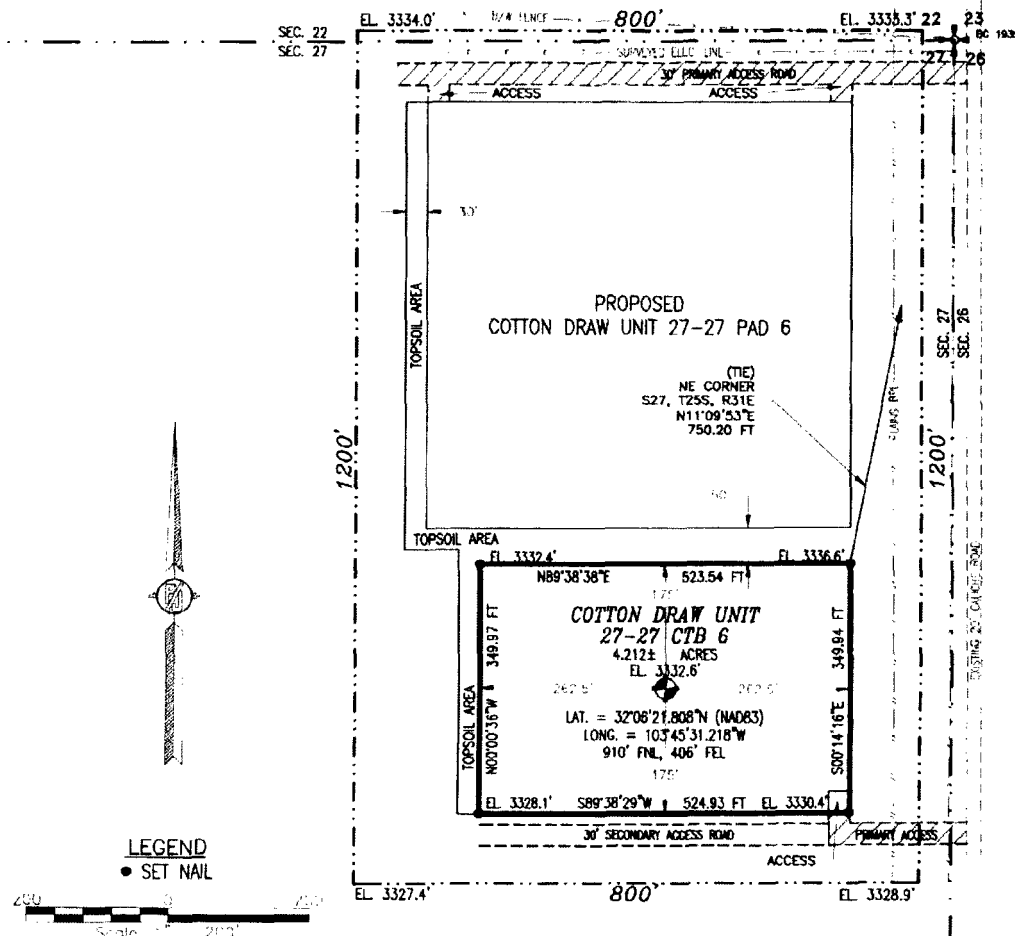 EL. 3334.0'
800'
EL. 3335.3'
22
23
SEC. 22
SEC. 27
27
26
30' PRIMARY ACCESS ROAD
ACCESS
ACCESS
30'
TOPSOIL AREA
PROPOSED
COTTON DRAW UNIT 27-27 PAD 6
SEC. 27
SEC. 26
(TIE)
NE CORNER
S27, T25S, R31E
N11°09'53"E
750.20 FT
1200'
1200'
TOPSOIL AREA
EL. 3332.4'
EL. 3336.6'
N89°38'38"E
523.54 FT
175'
COTTON DRAW UNIT
27-27 CTB 6
4.212± ACRES
EL. 3332.6'
349.97 FT
N00°00'36"W
349.94 FT
S00°14'16"E
TOPSOIL AREA
262.5'
262.5'
LAT. = 32°06'21.808"N (NAD83)
LONG. = 103°45'31.218"W
910' FNL, 406' FEL
175'
EL. 3328.1'
S89°38'29"W
524.93 FT
EL. 3330.4'
30' SECONDARY ACCESS ROAD
PRIMARY ACCESS
ACCESS
EXISTING 20' CALICHE ROAD
LEGEND
● SET NAIL
EL. 3327.4'
800'
EL. 3328.9'
200
0
Scale